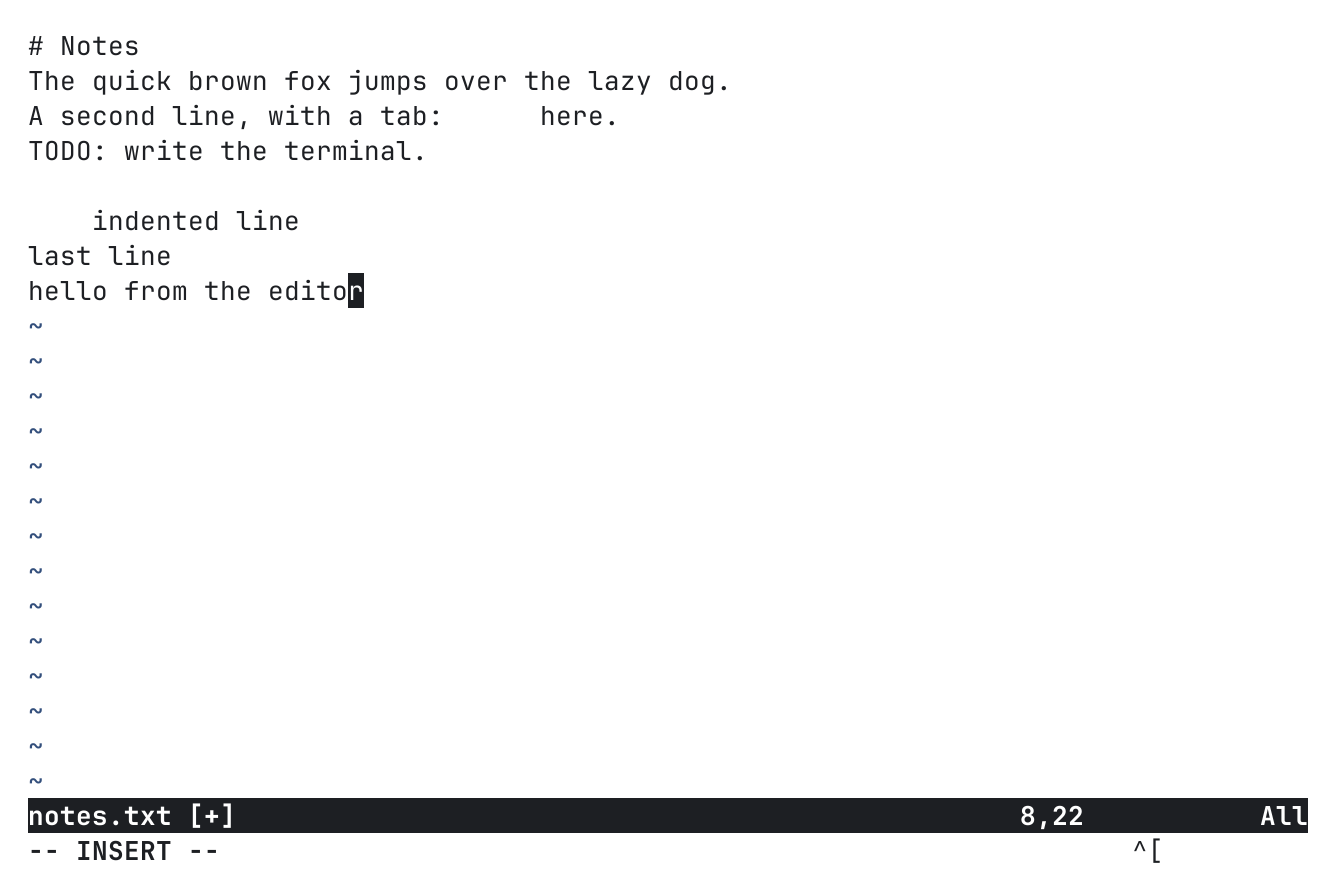 # Notes
The quick brown fox jumps over the lazy dog.
A second line, with a tab:      here.
TODO: write the terminal.

    indented line
last line
hello from the editor
~
~
~
~
~
~
~
~
~
~
~
~
~
~
notes.txt [+]                                                 8,22           All
-- INSERT --                                                         ^[